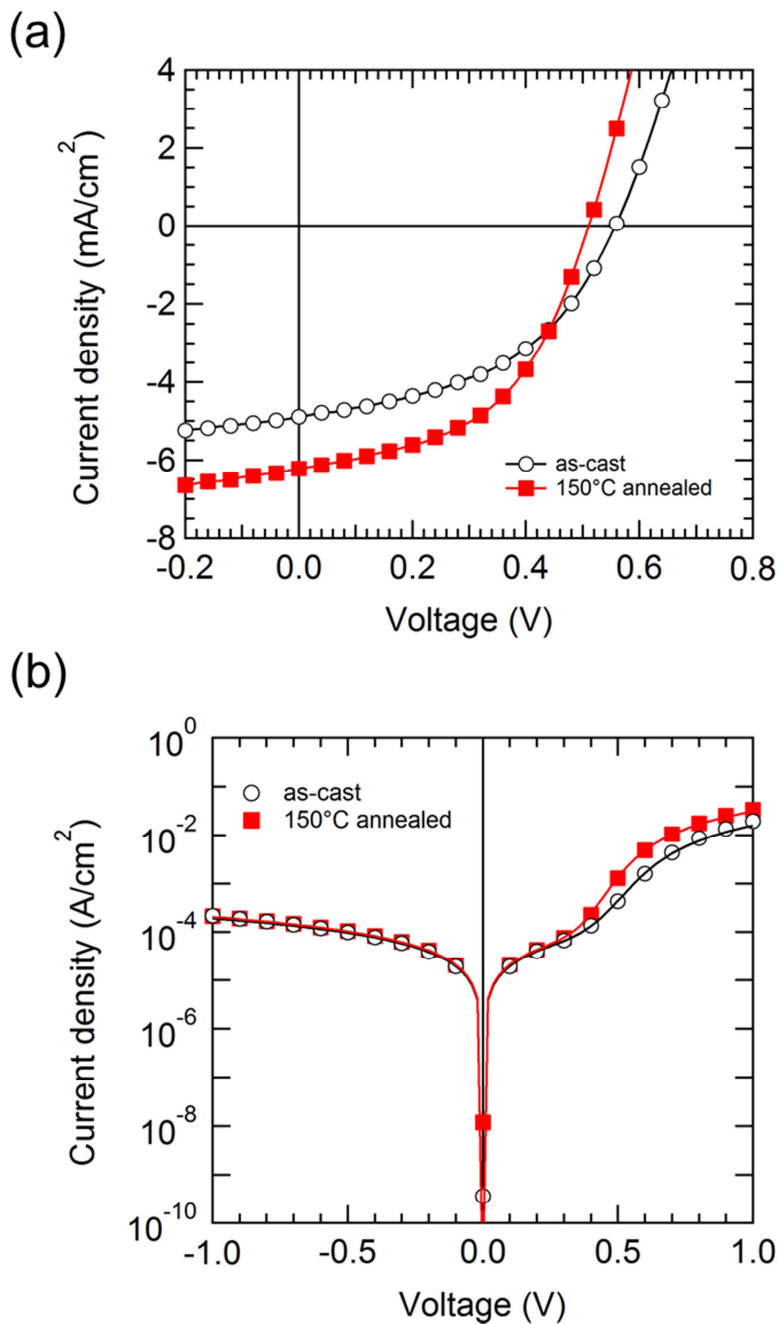 (a)
4
2
0
-2
-4
-6
-8
Current density (mA/cm²)
as-cast
150°C annealed
-0.2
0.0
0.2
0.4
0.6
0.8
Voltage (V)
(b)
10⁰
10⁻²
10⁻⁴
10⁻⁶
10⁻⁸
10⁻¹⁰
Current density (A/cm²)
as-cast
150°C annealed
-1.0
-0.5
0.0
0.5
1.0
Voltage (V)